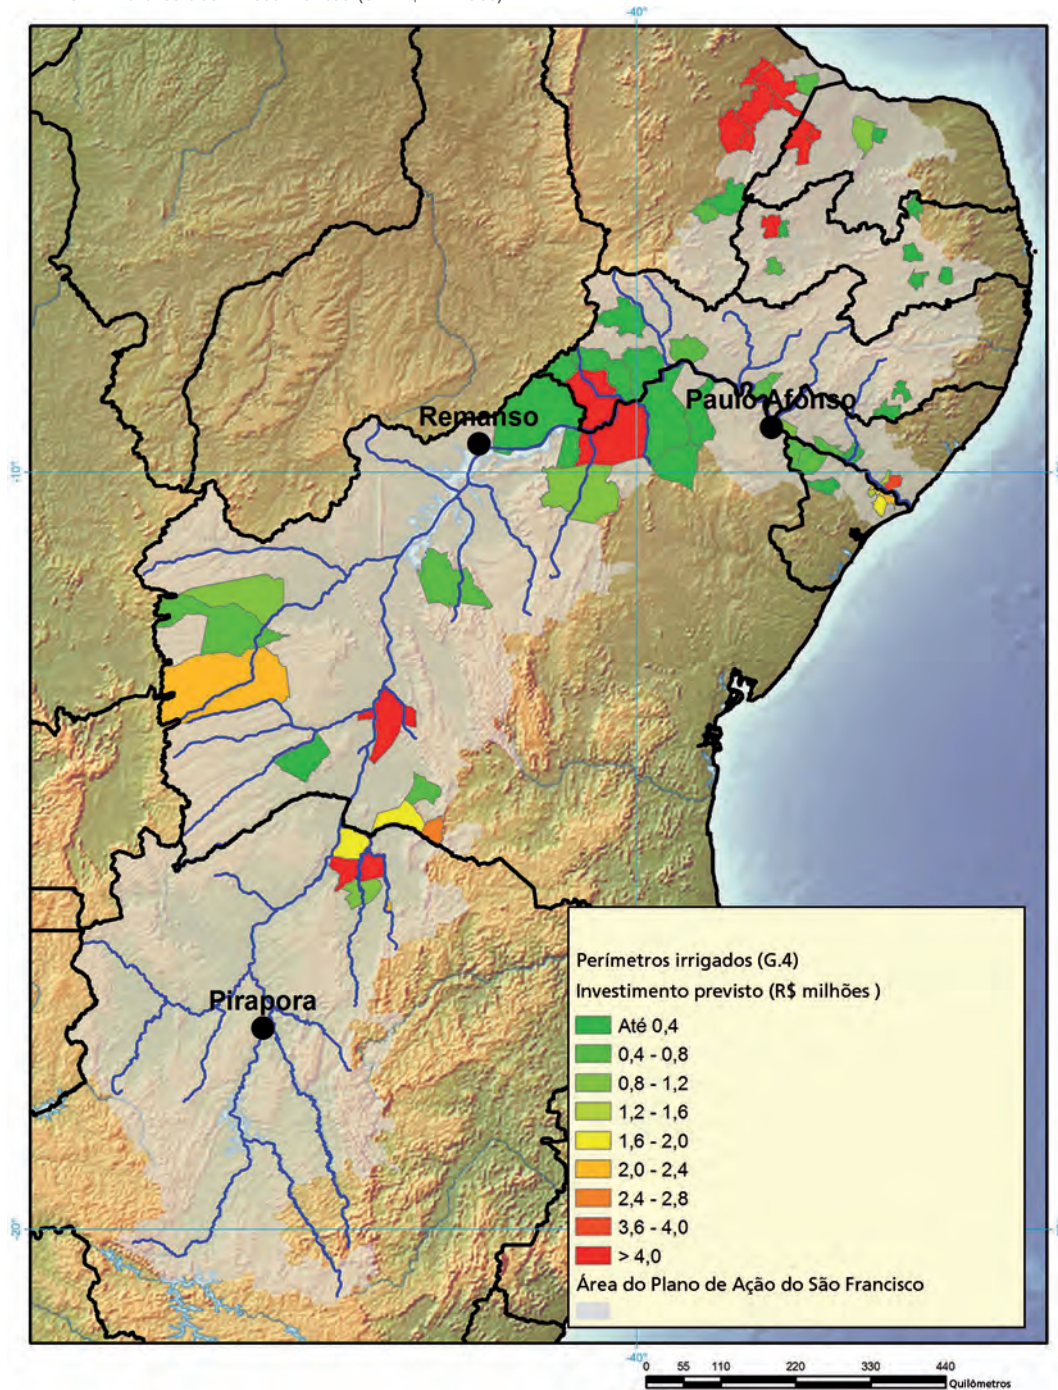 -40°
Remanso
Paulo Afonso
-10°
Pirapora
-20°
Perímetros irrigados (G.4)
Investimento previsto (R$ milhões )
Até 0,4
0,4 - 0,8
0,8 - 1,2
1,2 - 1,6
1,6 - 2,0
2,0 - 2,4
2,4 - 2,8
3,6 - 4,0
> 4,0
Área do Plano de Ação do São Francisco
-40°
0 55 110 220 330 440
Quilômetros